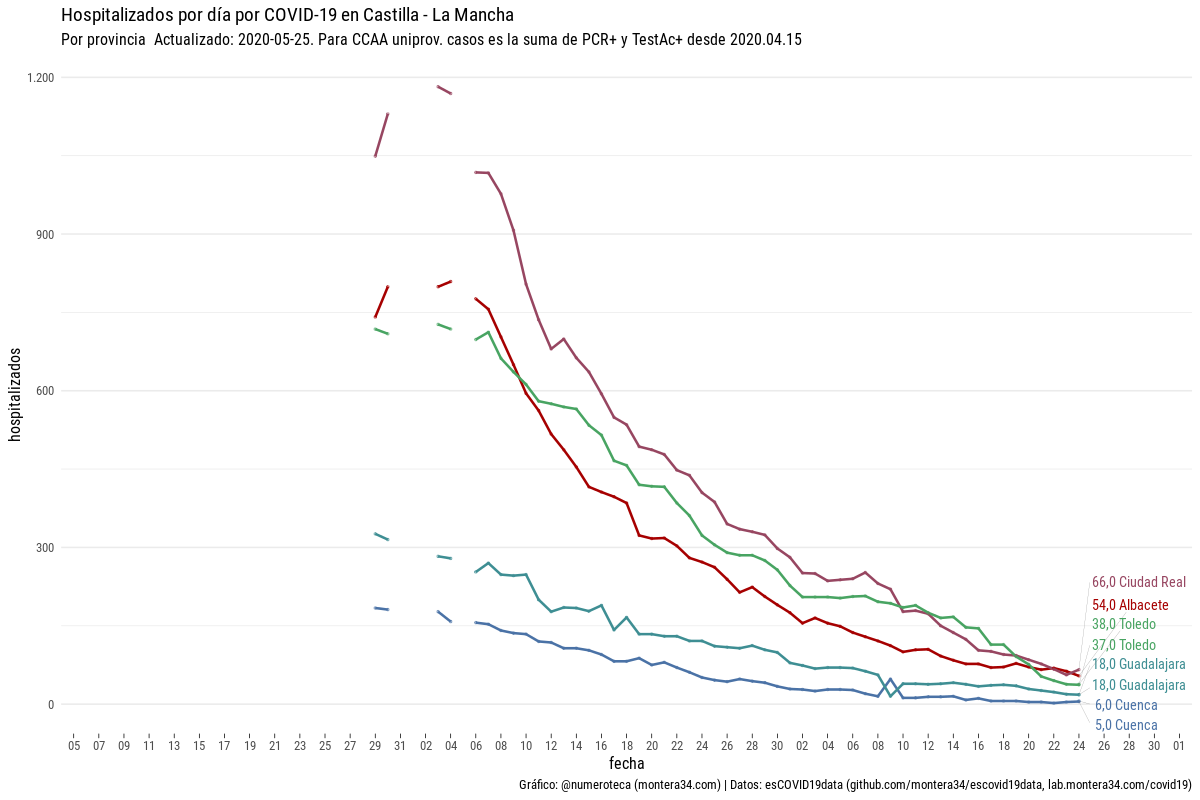 Hospitalizados por día por COVID-19 en Castilla - La Mancha
Por provincia  Actualizado: 2020-05-25. Para CCAA uniprov. casos es la suma de PCR+ y TestAc+ desde 2020.04.15
1.200
900
600
300
0
hospitalizados
66,0 Ciudad Real
54,0 Albacete
38,0 Toledo
37,0 Toledo
18,0 Guadalajara
18,0 Guadalajara
6,0 Cuenca
5,0 Cuenca
05 07 09 11 13 15 17 19 21 23 25 27 29 31 02 04 06 08 10 12 14 16 18 20 22 24 26 28 30 02 04 06 08 10 12 14 16 18 20 22 24 26 28 30 01
fecha
Gráfico: @numeroteca (montera34.com) | Datos: esCOVID19data (github.com/montera34/escovid19data, lab.montera34.com/covid19)